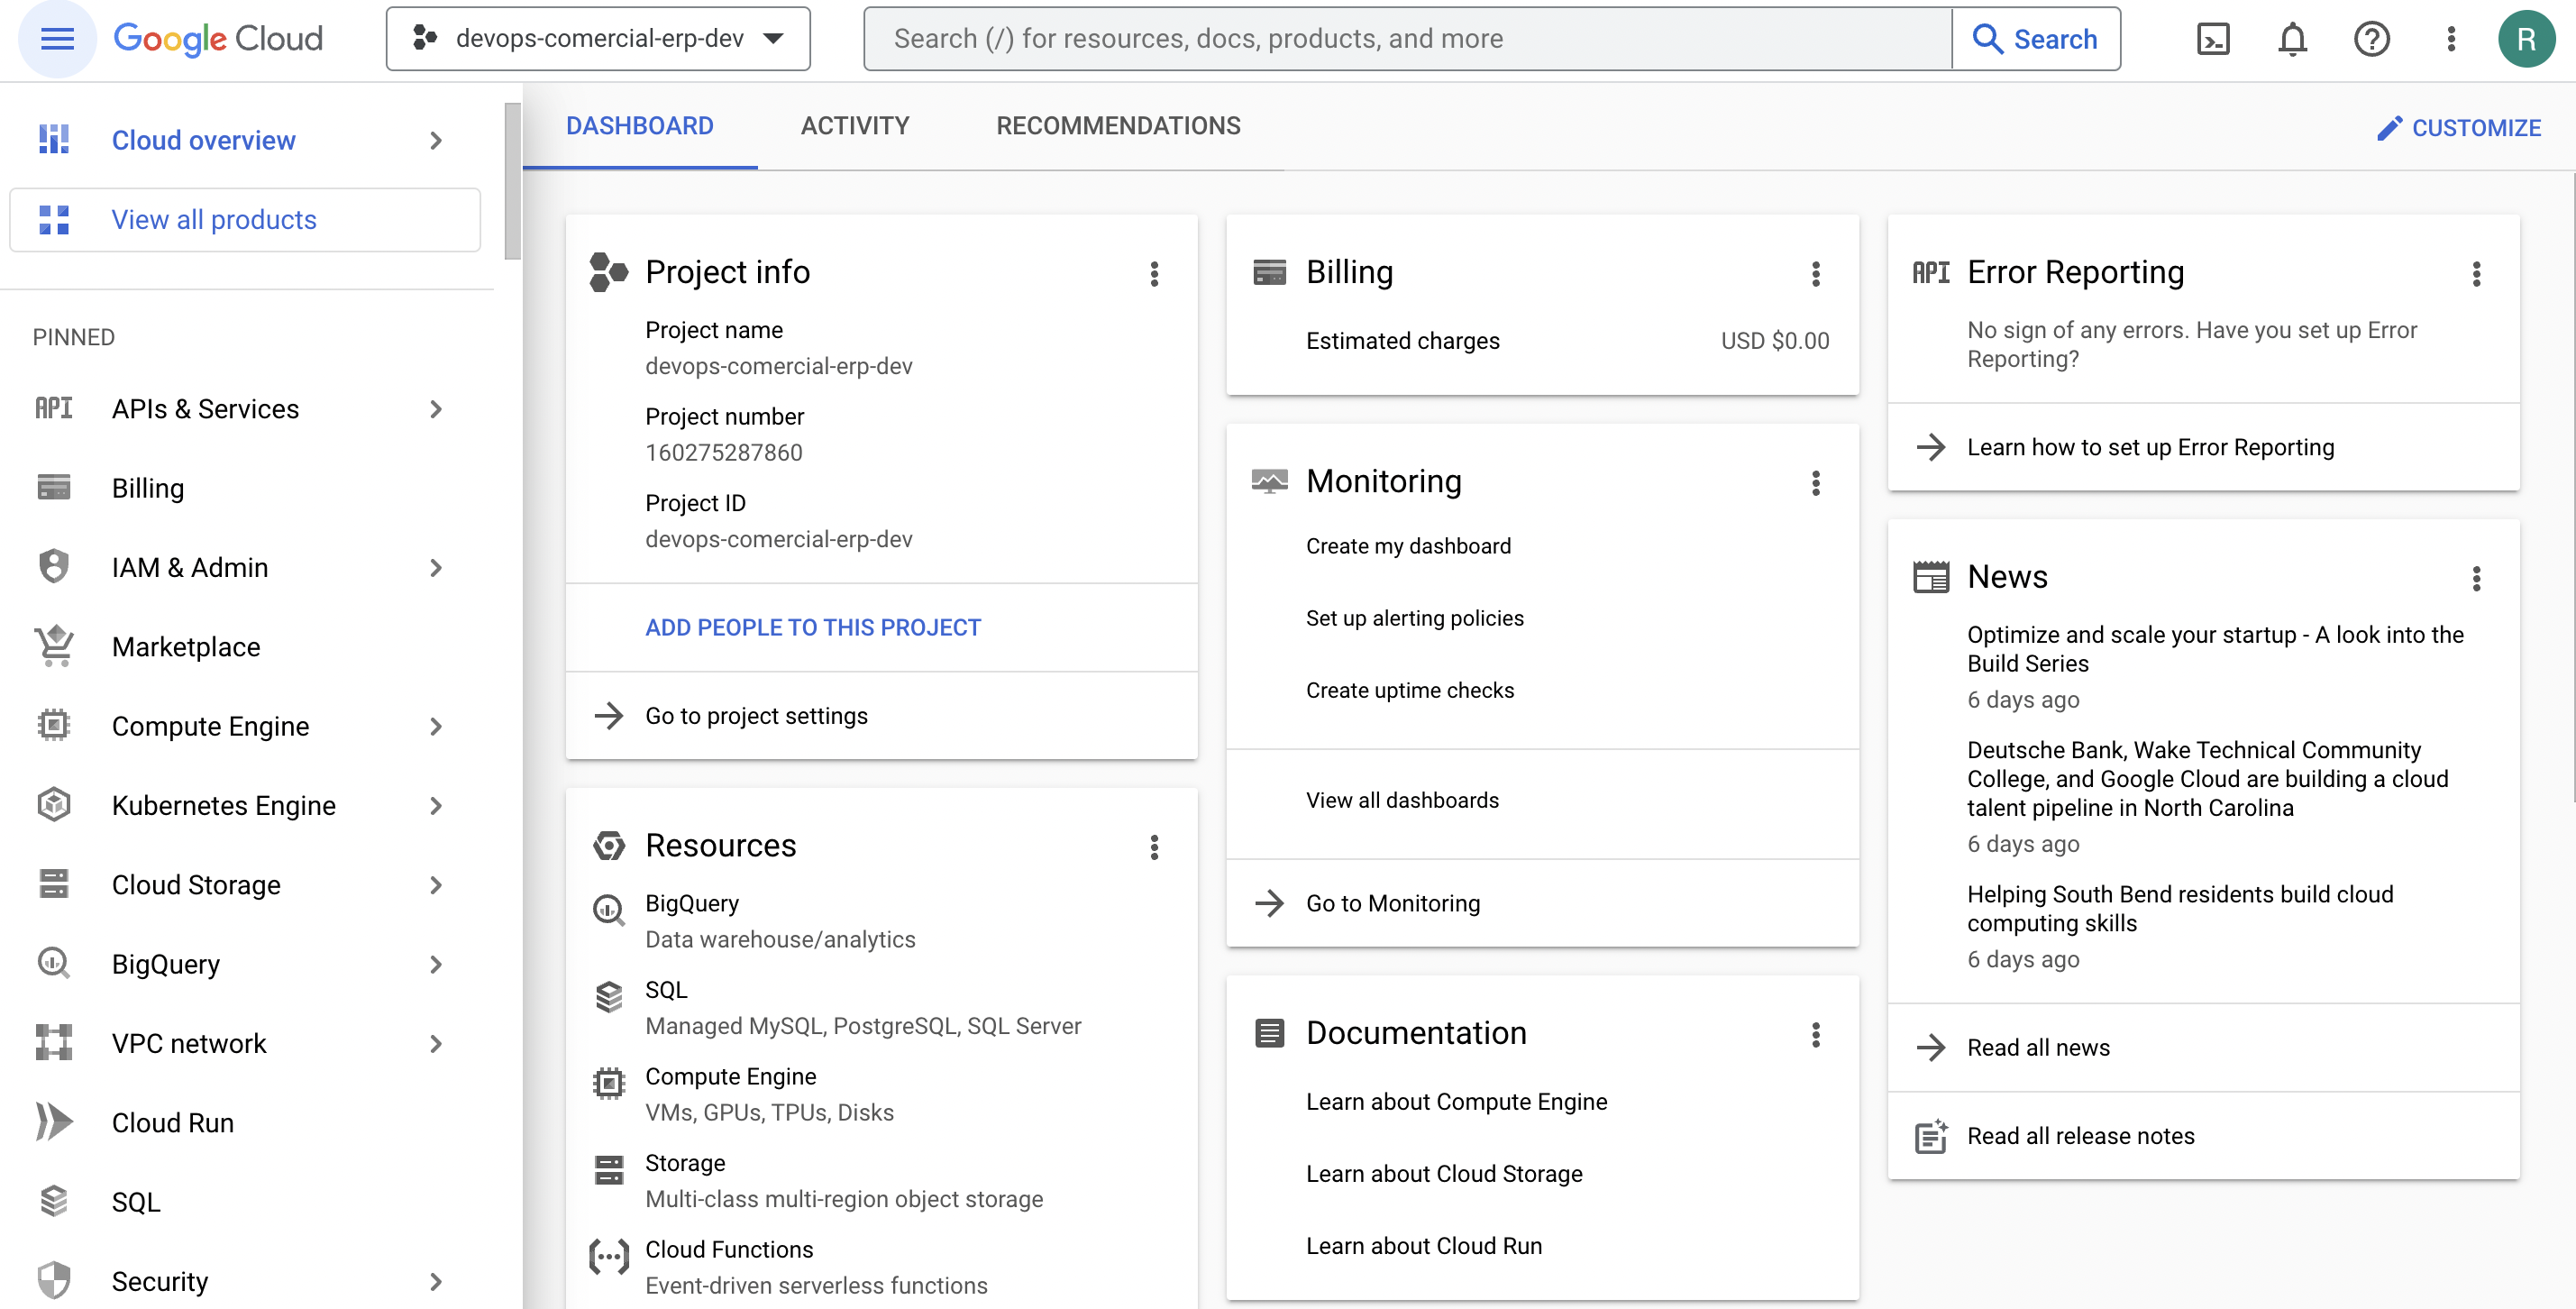 Google Cloud
devops-comercial-erp-dev
Search (/) for resources, docs, products, and more
Search
R
Cloud overview
View all products
PINNED
API
APIs & Services
Billing
IAM & Admin
Marketplace
Compute Engine
Kubernetes Engine
Cloud Storage
BigQuery
VPC network
Cloud Run
SQL
Security
DASHBOARD
ACTIVITY
RECOMMENDATIONS
CUSTOMIZE
Project info
Project name
devops-comercial-erp-dev
Project number
160275287860
Project ID
devops-comercial-erp-dev
ADD PEOPLE TO THIS PROJECT
Go to project settings
Resources
BigQuery
Data warehouse/analytics
SQL
Managed MySQL, PostgreSQL, SQL Server
Compute Engine
VMs, GPUs, TPUs, Disks
Storage
Multi-class multi-region object storage
Cloud Functions
Event-driven serverless functions
Billing
Estimated charges
USD $0.00
Monitoring
Create my dashboard
Set up alerting policies
Create uptime checks
View all dashboards
Go to Monitoring
Documentation
Learn about Compute Engine
Learn about Cloud Storage
Learn about Cloud Run
API
Error Reporting
No sign of any errors. Have you set up Error
Reporting?
Learn how to set up Error Reporting
News
Optimize and scale your startup - A look into the
Build Series
6 days ago
Deutsche Bank, Wake Technical Community
College, and Google Cloud are building a cloud
talent pipeline in North Carolina
6 days ago
Helping South Bend residents build cloud
computing skills
6 days ago
Read all news
Read all release notes